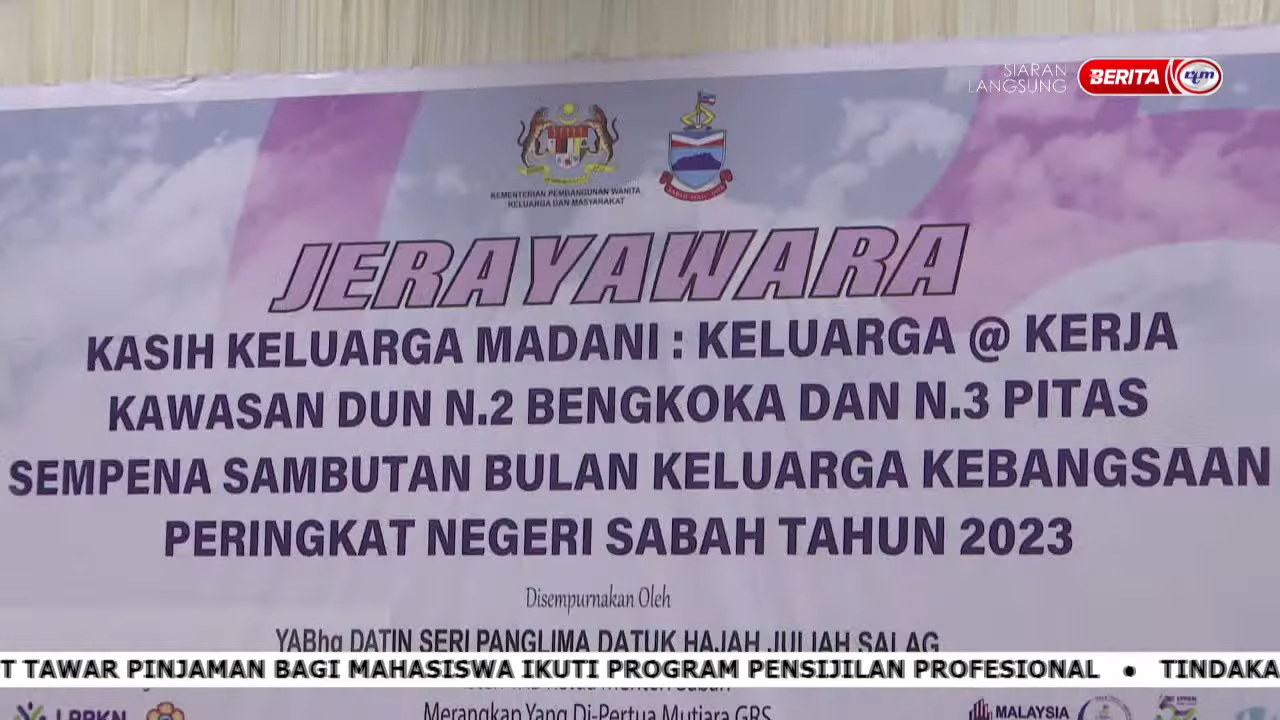 SIARAN
LANGSUNG
BERITA rtm
KEMENTERIAN PEMBANGUNAN WANITA
KELUARGA DAN MASYARAKAT
JERAYAWARA
KASIH KELUARGA MADANI : KELUARGA @ KERJA
KAWASAN DUN N.2 BENGKOKA DAN N.3 PITAS
SEMPENA SAMBUTAN BULAN KELUARGA KEBANGSAAN
PERINGKAT NEGERI SABAH TAHUN 2023
Disempurnakan Oleh
YABhg DATIN SERI PANGLIMA DATUK HAJAH JULIAH SALAG
T TAWAR PINJAMAN BAGI MAHASISWA IKUTI PROGRAM PENSIJILAN PROFESIONAL ● TINDAKA
Merangkap Yang Di-Pertua Mutiara GRS
LPPKN
MALAYSIA